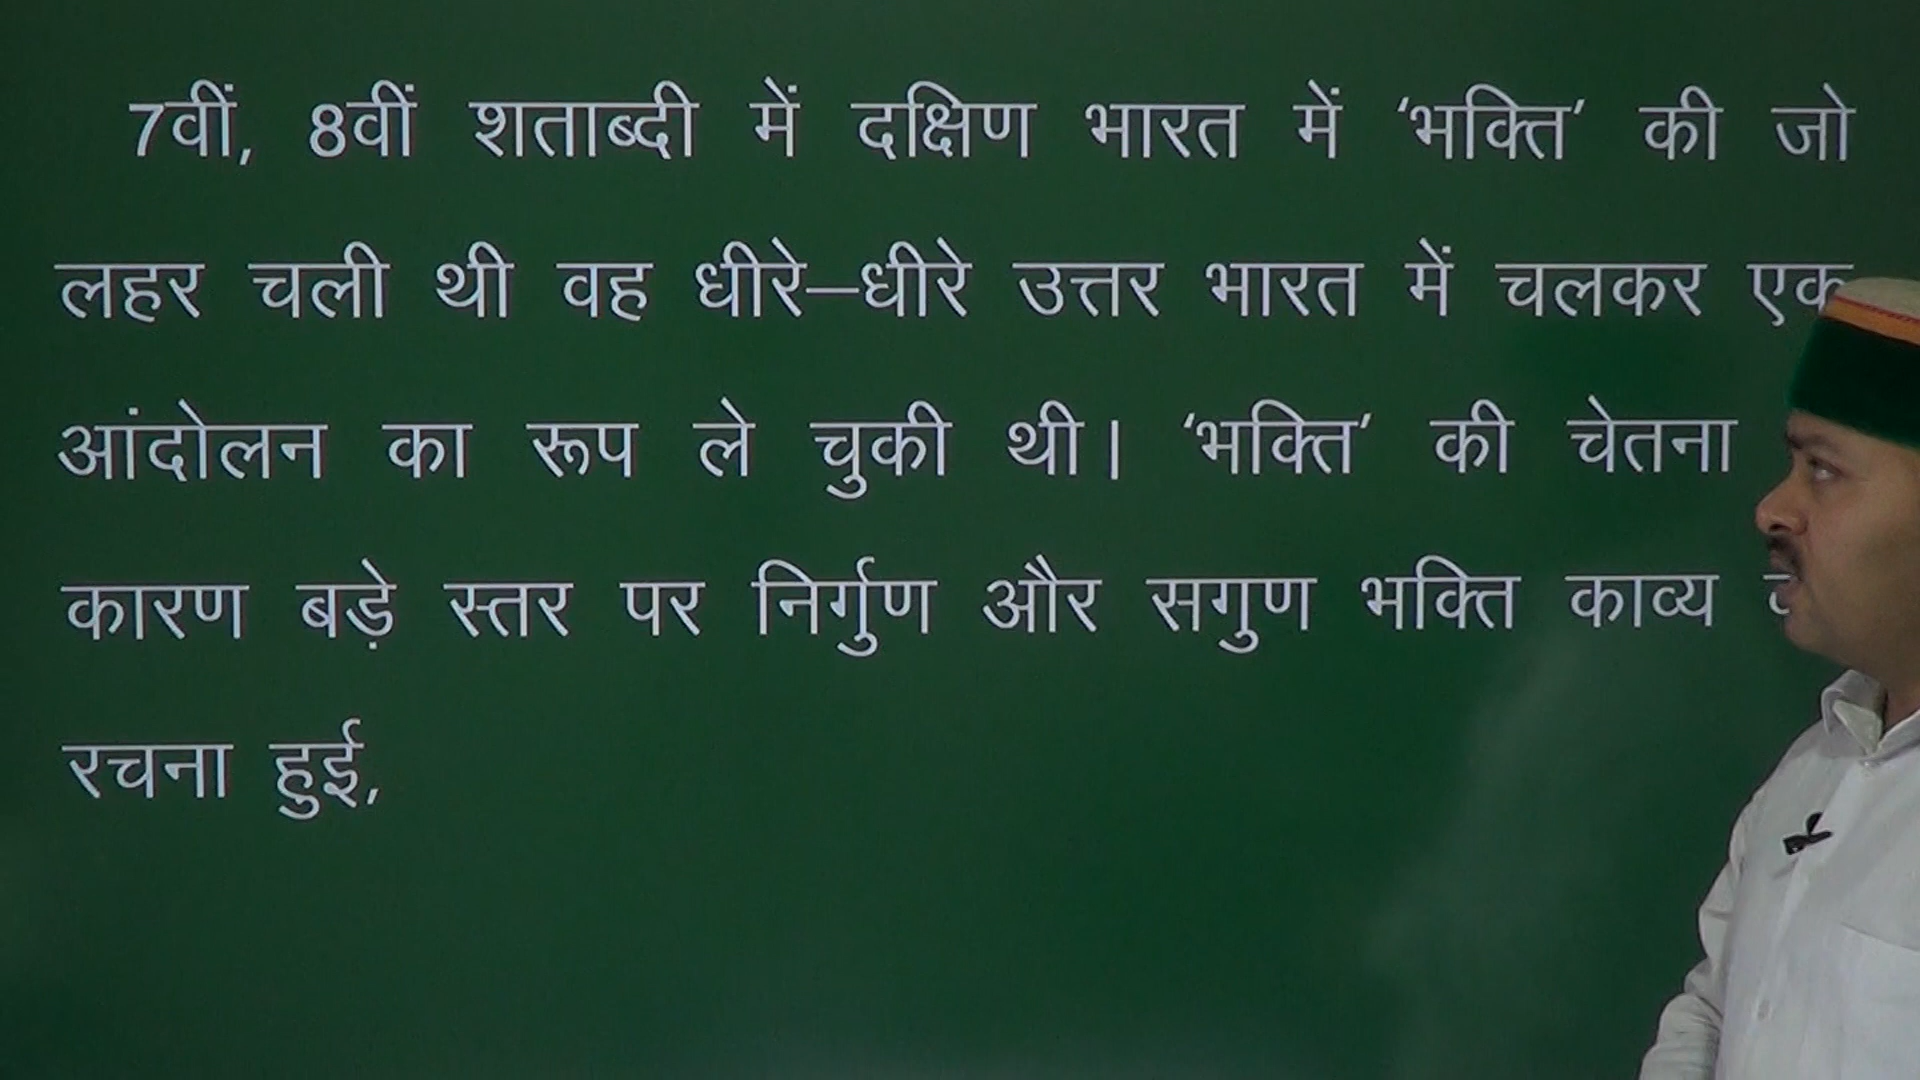 7वीं, 8वीं शताब्दी में दक्षिण भारत में ‘भक्ति’ की जो
लहर चली थी वह धीरे–धीरे उत्तर भारत में चलकर एक
आंदोलन का रूप ले चुकी थी। ‘भक्ति’ की चेतना
कारण बड़े स्तर पर निर्गुण और सगुण भक्ति काव्य
रचना हुई,